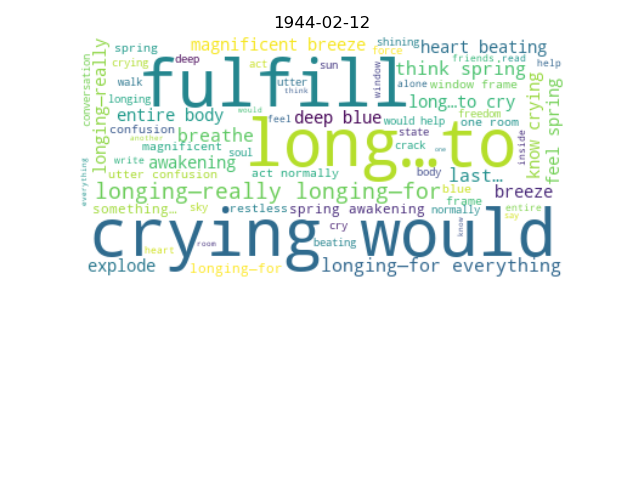 1944-02-12
shining
spring
magnificent breeze
force
heart beating
crying
deep
act
sun
think spring
friends
read
help
conversation
longing—really
fulfill
window
walk
utter
think
alone
window frame
longing
long…to cry
entire body
would
freedom
feel
deep blue
would help
one room
confusion
breathe
long…to
state
know crying
feel spring
another
magnificent
soul
crack
inside
one
write
awakening
utter confusion
act normally
body
last…
everything
longing—really longing—for
blue
breeze
frame
something…
sky
restless
spring awakening
normally
entire
say
crying would
cry
know
heart
room
beating
explode
longing—for
longing—for everything